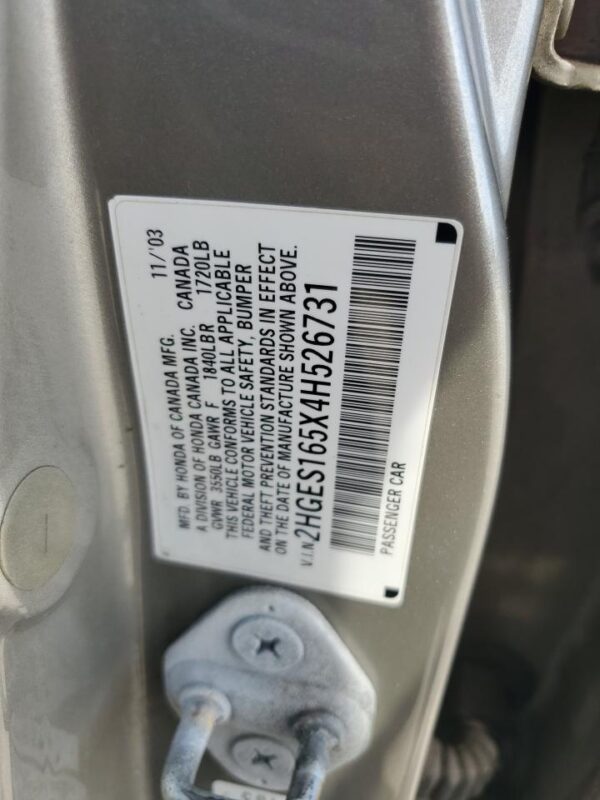 MFD. BY HONDA OF CANADA MFG. 11/'03
A DIVISION OF HONDA CANADA INC. CANADA
GVWR 3550LB GAWR F 1840LBR 1720LB
THIS VEHICLE CONFORMS TO ALL APPLICABLE
FEDERAL MOTOR VEHICLE SAFETY, BUMPER
AND THEFT PREVENTION STANDARDS IN EFFECT
ON THE DATE OF MANUFACTURE SHOWN ABOVE.
V.I.N 2HGES165X4H526731
PASSENGER CAR